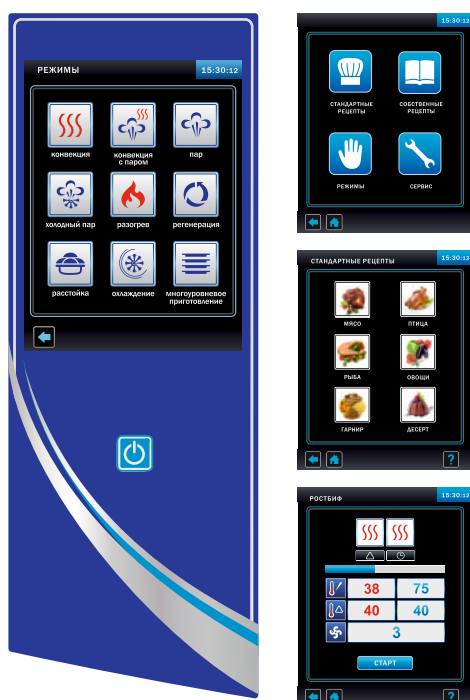 РЕЖИМЫ
15:30:12
конвекция
конвекция
с паром
пар
холодный пар
разогрев
регенерация
расстойка
охлаждение
многоуровневое
приготовление
15:30:12
СТАНДАРТНЫЕ
РЕЦЕПТЫ
СОБСТВЕННЫЕ
РЕЦЕПТЫ
РЕЖИМЫ
СЕРВИС
СТАНДАРТНЫЕ РЕЦЕПТЫ
15:30:12
МЯСО
ПТИЦА
РЫБА
ОВОЩИ
ГАРНИР
ДЕСЕРТ
?
РОСТБИФ
15:30:12
38
75
40
40
3
СТАРТ
?